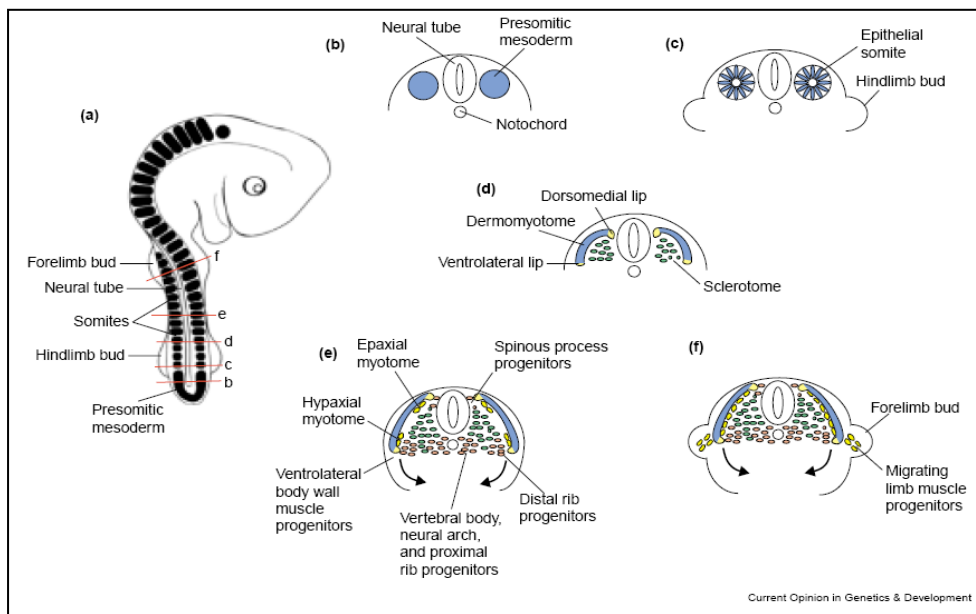 (a)
Forelimb bud
Neural tube
Somites
Hindlimb bud
Presomitic
mesoderm
f
e
d
c
b
(b)
Neural tube
Presomitic
mesoderm
Notochord
(c)
Epithelial
somite
Hindlimb bud
(d)
Dorsomedial lip
Dermomyotome
Ventrolateral lip
Sclerotome
(e)
Epaxial
myotome
Spinous process
progenitors
Hypaxial
myotome
Ventrolateral
body wall
muscle
progenitors
Vertebral body,
neural arch,
and proximal
rib progenitors
Distal rib
progenitors
(f)
Forelimb bud
Migrating
limb muscle
progenitors
Current Opinion in Genetics & Development